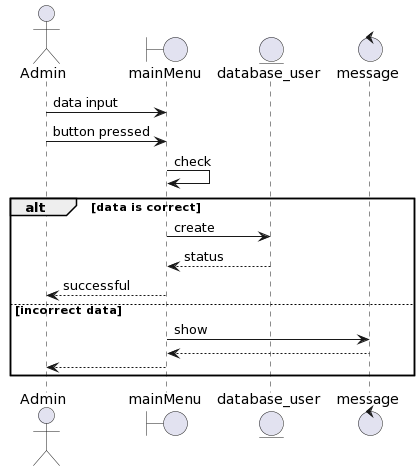 Admin mainMenu database_user message
data input
button pressed
check
alt [data is correct]
create
status
successful
[incorrect data]
show
Admin mainMenu database_user message